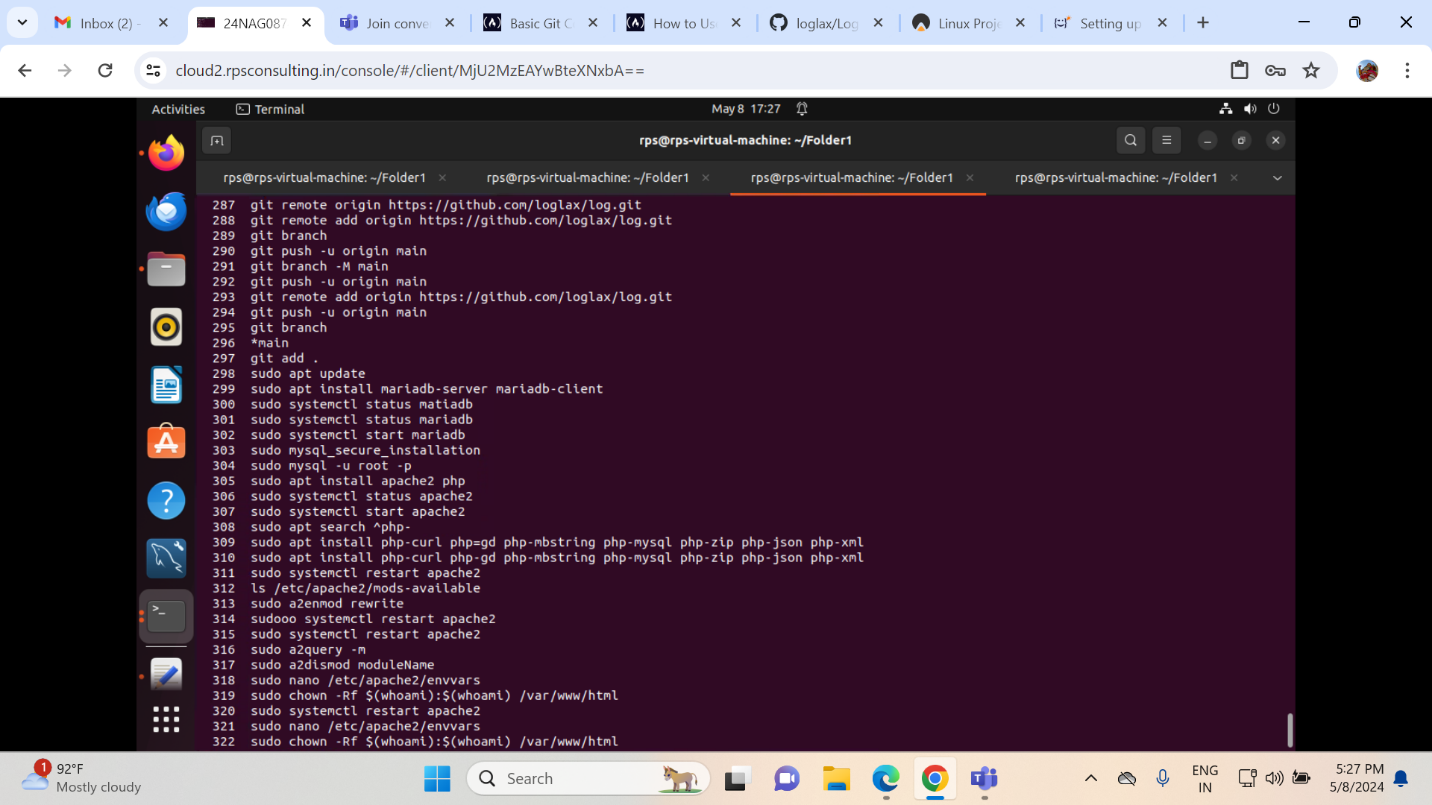 Inbox (2) -
24NAG087
Join conve
Basic Git C
How to Us
loglax/Log
Linux Proj
Setting up
cloud2.rpsconsulting.in/console/#/client/MjU2MzEAYwBteXNxbA==
Activities
Terminal
May 8 17:27
rps@rps-virtual-machine: ~/Folder1
rps@rps-virtual-machine: ~/Folder1
rps@rps-virtual-machine: ~/Folder1
rps@rps-virtual-machine: ~/Folder1
rps@rps-virtual-machine: ~/Folder1
287 git remote origin https://github.com/loglax/log.git
288 git remote add origin https://github.com/loglax/log.git
289 git branch
290 git push -u origin main
291 git branch -M main
292 git push -u origin main
293 git remote add origin https://github.com/loglax/log.git
294 git push -u origin main
295 git branch
296 *main
297 git add .
298 sudo apt update
299 sudo apt install mariadb-server mariadb-client
300 sudo systemctl status matiadb
301 sudo systemctl status mariadb
302 sudo systemctl start mariadb
303 sudo mysql_secure_installation
304 sudo mysql -u root -p
305 sudo apt install apache2 php
306 sudo systemctl status apache2
307 sudo systemctl start apache2
308 sudo apt search ^php-
309 sudo apt install php-curl php=gd php-mbstring php-mysql php-zip php-json php-xml
310 sudo apt install php-curl php-gd php-mbstring php-mysql php-zip php-json php-xml
311 sudo systemctl restart apache2
312 ls /etc/apache2/mods-available
313 sudo a2enmod rewrite
314 sudooo systemctl restart apache2
315 sudo systemctl restart apache2
316 sudo a2query -m
317 sudo a2dismod moduleName
318 sudo nano /etc/apache2/envvars
319 sudo chown -Rf $(whoami):$(whoami) /var/www/html
320 sudo systemctl restart apache2
321 sudo nano /etc/apache2/envvars
322 sudo chown -Rf $(whoami):$(whoami) /var/www/html
1
92°F
Mostly cloudy
Search
ENG
IN
5:27 PM
5/8/2024